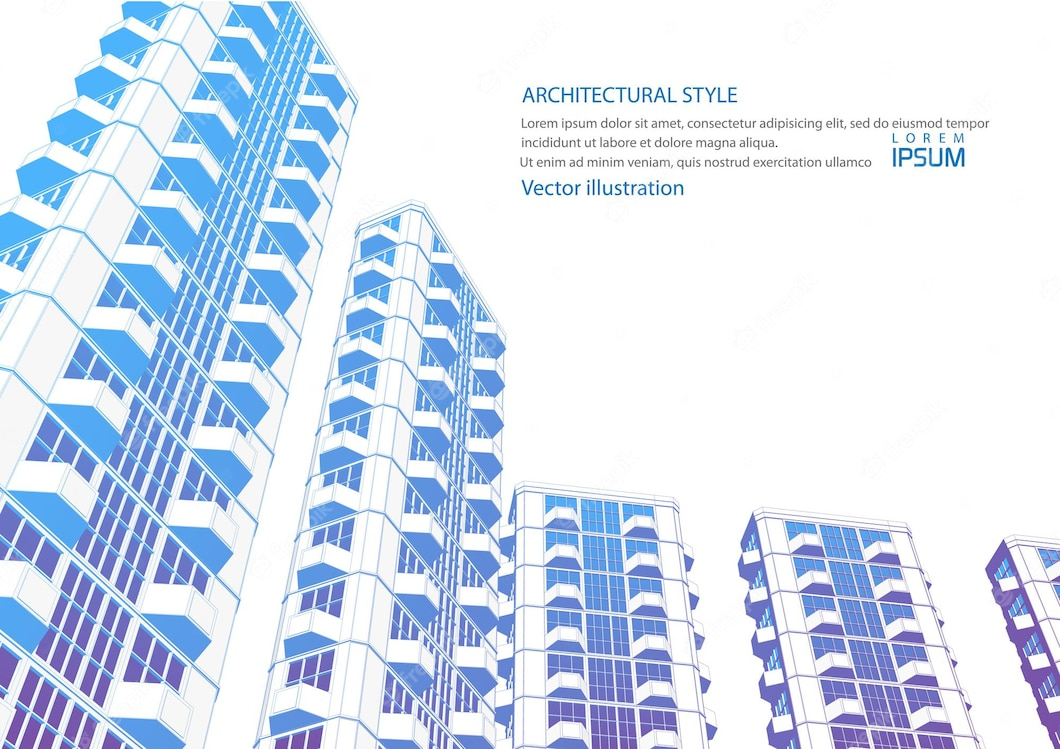 ARCHITECTURAL STYLE
Lorem ipsum dolor sit amet, consectetur adipisicing elit, sed do eiusmod tempor
incididunt ut labore et dolore magna aliqua.
Ut enim ad minim veniam, quis nostrud exercitation ullamco
LOREM
IPSUM
Vector illustration